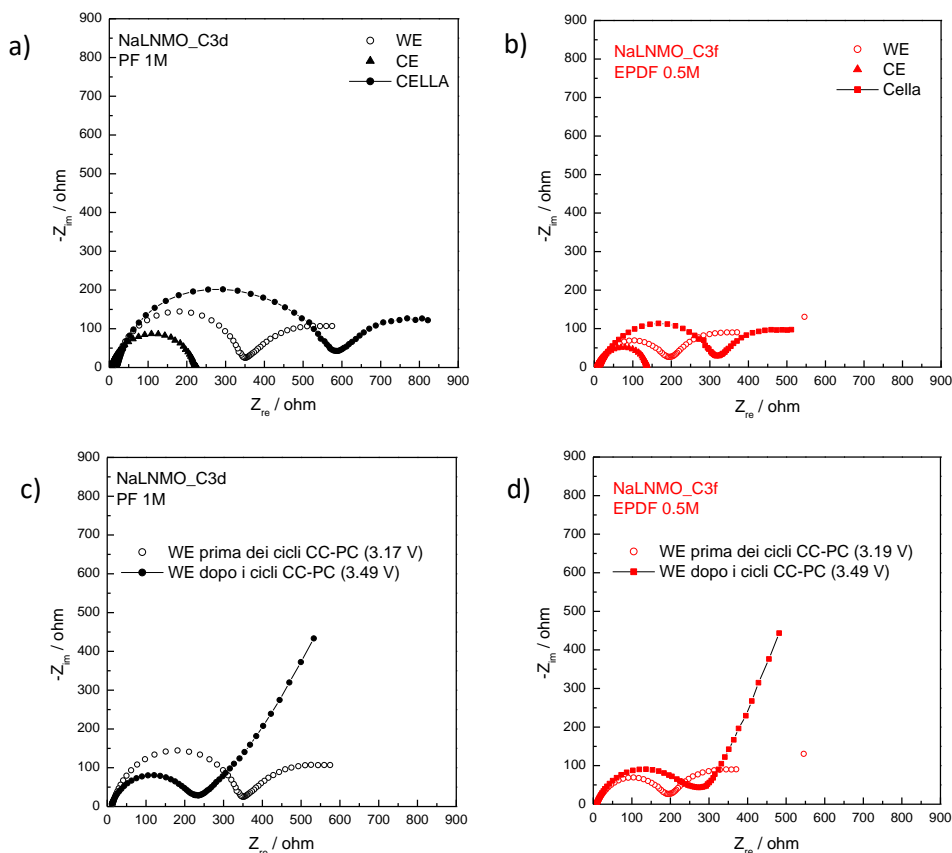 a)
NaLNMO_C3d
PF 1M
WE
CE
CELLA
900
800
700
600
500
400
300
200
100
0
-Z_im / ohm
0 100 200 300 400 500 600 700 800 900
Z_re / ohm
b)
NaLNMO_C3f
EPDF 0.5M
WE
CE
Cella
900
800
700
600
500
400
300
200
100
0
-Z_im / ohm
0 100 200 300 400 500 600 700 800 900
Z_re / ohm
c)
NaLNMO_C3d
PF 1M
WE prima dei cicli CC-PC (3.17 V)
WE dopo i cicli CC-PC (3.49 V)
900
800
700
600
500
400
300
200
100
0
-Z_im / ohm
0 100 200 300 400 500 600 700 800 900
Z_re / ohm
d)
NaLNMO_C3f
EPDF 0.5M
WE prima dei cicli CC-PC (3.19 V)
WE dopo i cicli CC-PC (3.49 V)
900
800
700
600
500
400
300
200
100
0
-Z_im / ohm
0 100 200 300 400 500 600 700 800 900
Z_re / ohm